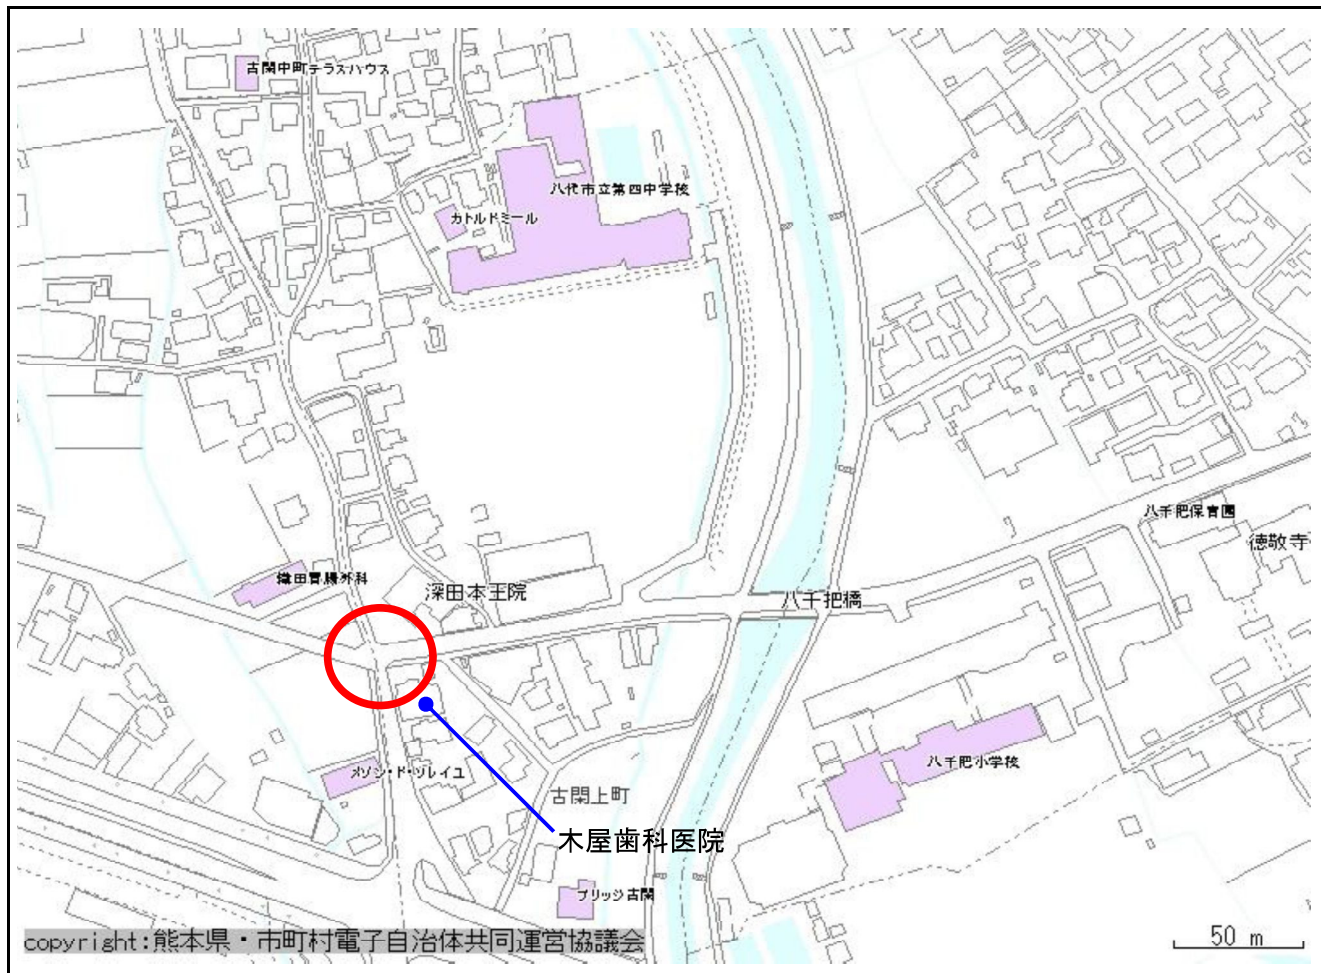 古閑中町テラスハウス
八代市立第四中学校
カトルドミール
八千把保育園
徳敬寺
織田胃腸外科
深田本王院
八千把橋
八千把小学校
メゾン・ド・ソレイユ
古閑上町
木屋歯科医院
ブリッジ古閑
copyright:熊本県・市町村電子自治体共同運営協議会
50 m